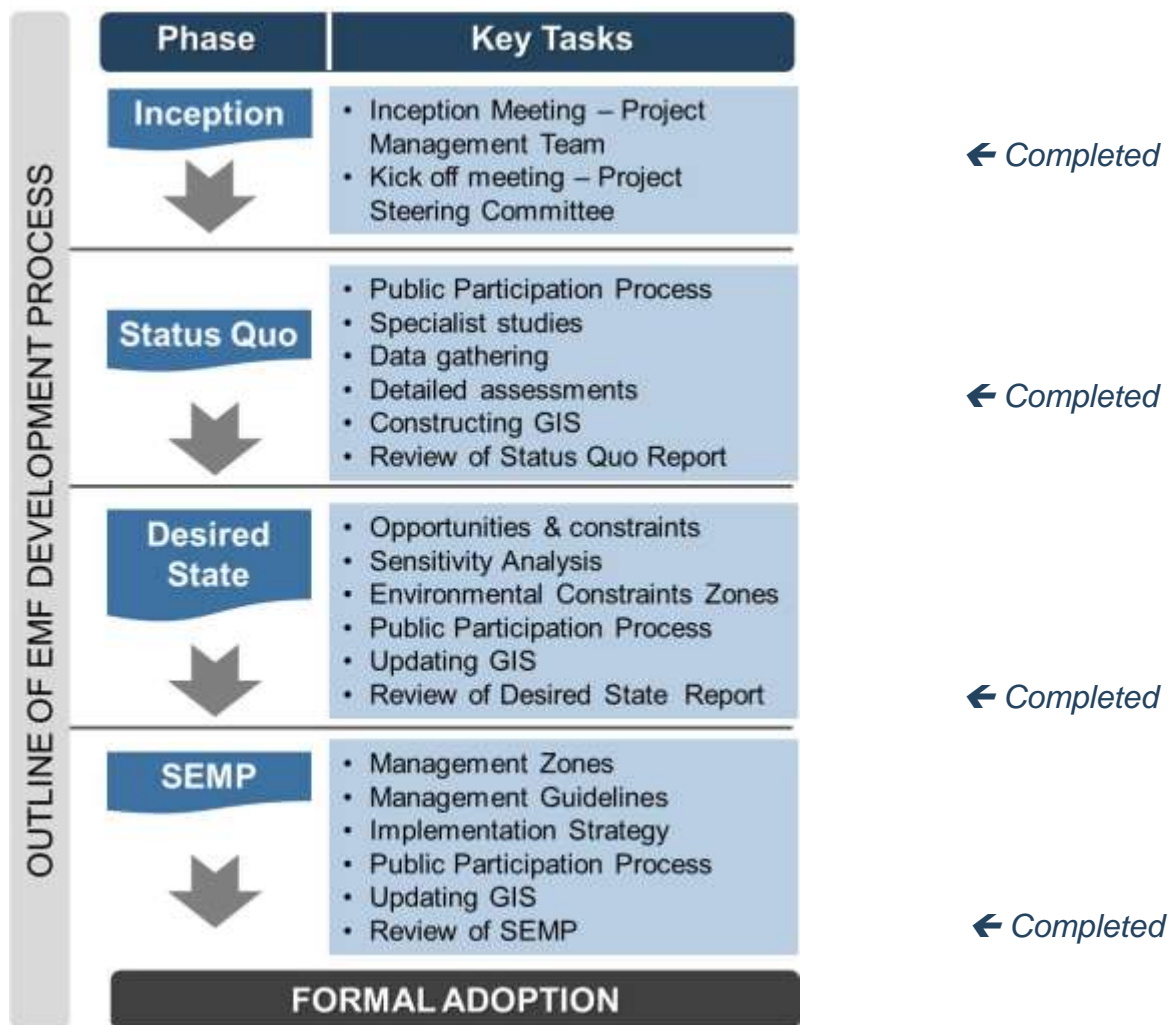 OUTLINE OF EMF DEVELOPMENT PROCESS
Phase
Key Tasks
Inception
• Inception Meeting – Project
Management Team
• Kick off meeting – Project
Steering Committee
← Completed
Status Quo
• Public Participation Process
• Specialist studies
• Data gathering
• Detailed assessments
• Constructing GIS
• Review of Status Quo Report
← Completed
Desired
State
• Opportunities & constraints
• Sensitivity Analysis
• Environmental Constraints Zones
• Public Participation Process
• Updating GIS
• Review of Desired State Report
← Completed
SEMP
• Management Zones
• Management Guidelines
• Implementation Strategy
• Public Participation Process
• Updating GIS
• Review of SEMP
← Completed
FORMAL ADOPTION